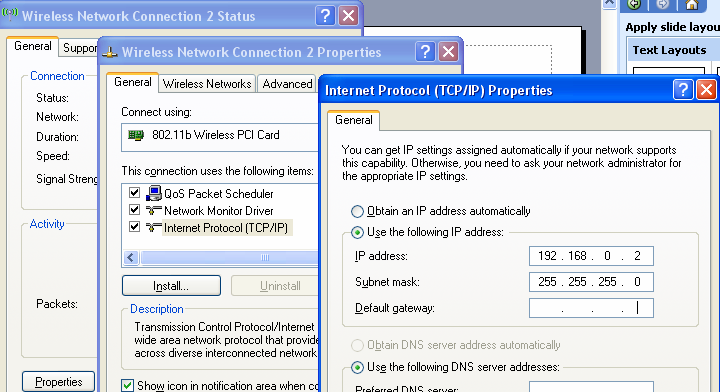 Wireless Network Connection 2 Status
General
Suppor
Connection
Status:
Network:
Duration:
Speed:
Signal Streng
Activity
Packets:
Properties
Wireless Network Connection 2 Properties
General
Wireless Networks
Advanced
Connect using:
802.11b Wireless PCI Card
This connection uses the following items:
QoS Packet Scheduler
Network Monitor Driver
Internet Protocol (TCP/IP)
Install...
Uninstall
Description
Transmission Control Protocol/Internet
wide area network protocol that provide
across diverse interconnected network
Show icon in notification area when co
Internet Protocol (TCP/IP) Properties
General
You can get IP settings assigned automatically if your network supports
this capability. Otherwise, you need to ask your network administrator for
the appropriate IP settings.
Obtain an IP address automatically
Use the following IP address:
IP address: 192 . 168 . 0 . 2
Subnet mask: 255 . 255 . 255 . 0
Default gateway: . . .
Obtain DNS server address automatically
Use the following DNS server addresses:
Preferred DNS server:
Home
Apply slide layou
Text Layouts